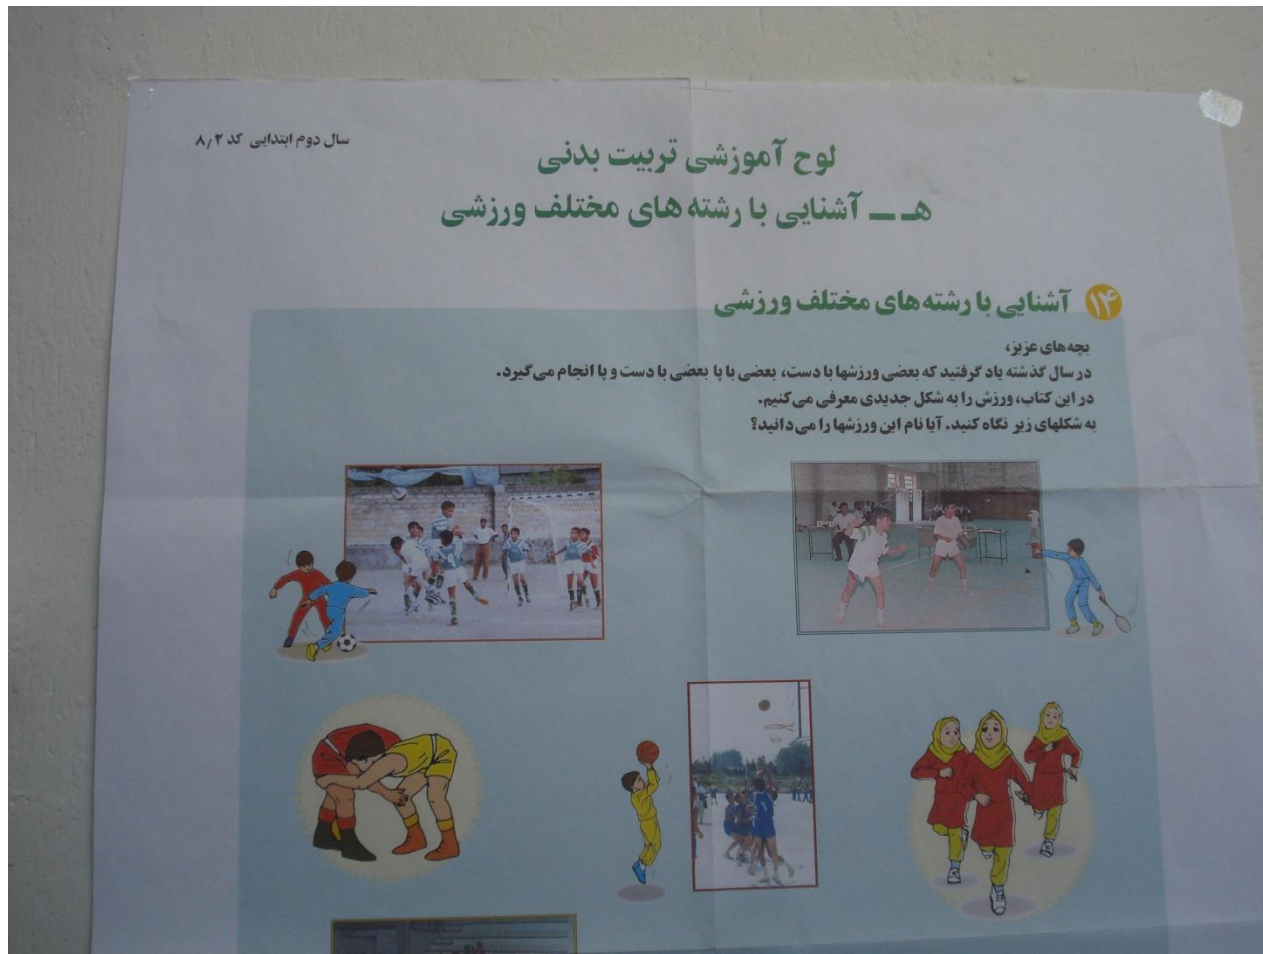 سال دوم ابتدایی کد ۸٫۲
لوح آموزشی تربیت بدنی
هـ ــ آشنایی با رشته های مختلف ورزشی
۱۴ آشنایی با رشته های مختلف ورزشی
بچه های عزیز،
در سال گذشته یاد گرفتید که بعضی ورزشها با دست، بعضی با پا بعضی با دست و پا انجام می گیرد.
در این کتاب، ورزش را به شکل جدیدی معرفی می کنیم.
به شکلهای زیر نگاه کنید. آیا نام این ورزشها را می دانید؟